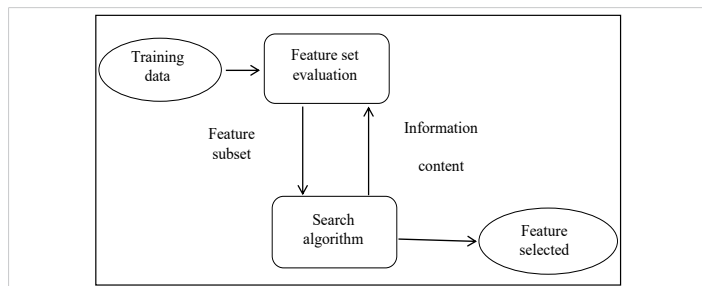 Training
data
Feature set
evaluation
Feature
subset
Information
content
Search
algorithm
Feature
selected